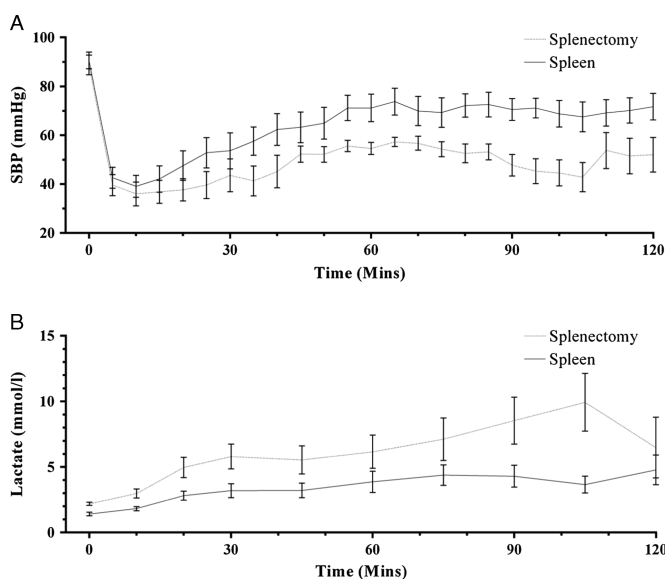 A
100
80
60
40
20
SBP (mmHg)
Splenectomy
Spleen
0
30
60
90
120
Time (Mins)
B
15
10
5
0
Lactate (mmol/l)
Splenectomy
Spleen
0
30
60
90
120
Time (Mins)